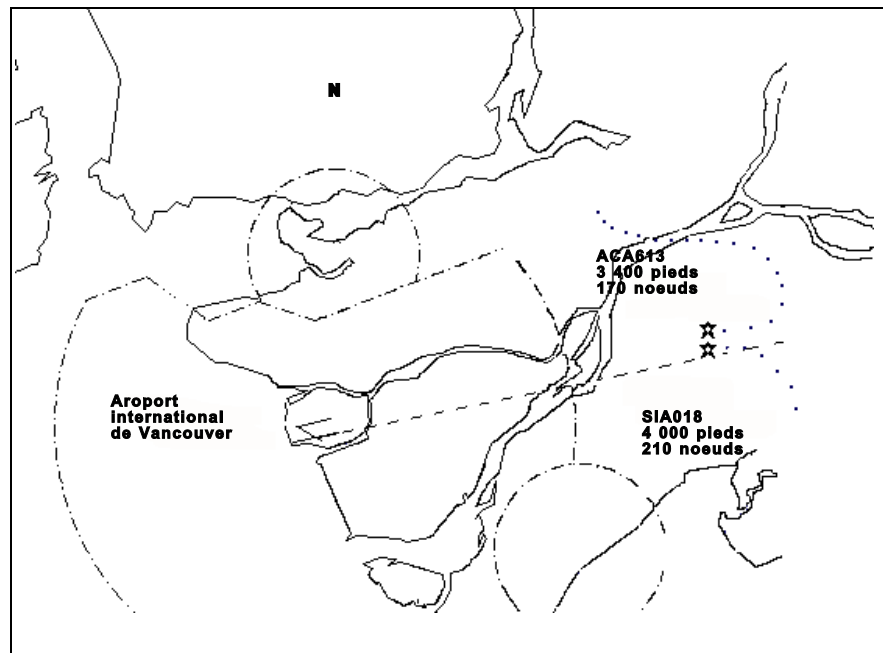 N
ACA613
3 400 pieds
170 noeuds
Aroport
international
de Vancouver
SIA018
4 000 pieds
210 noeuds